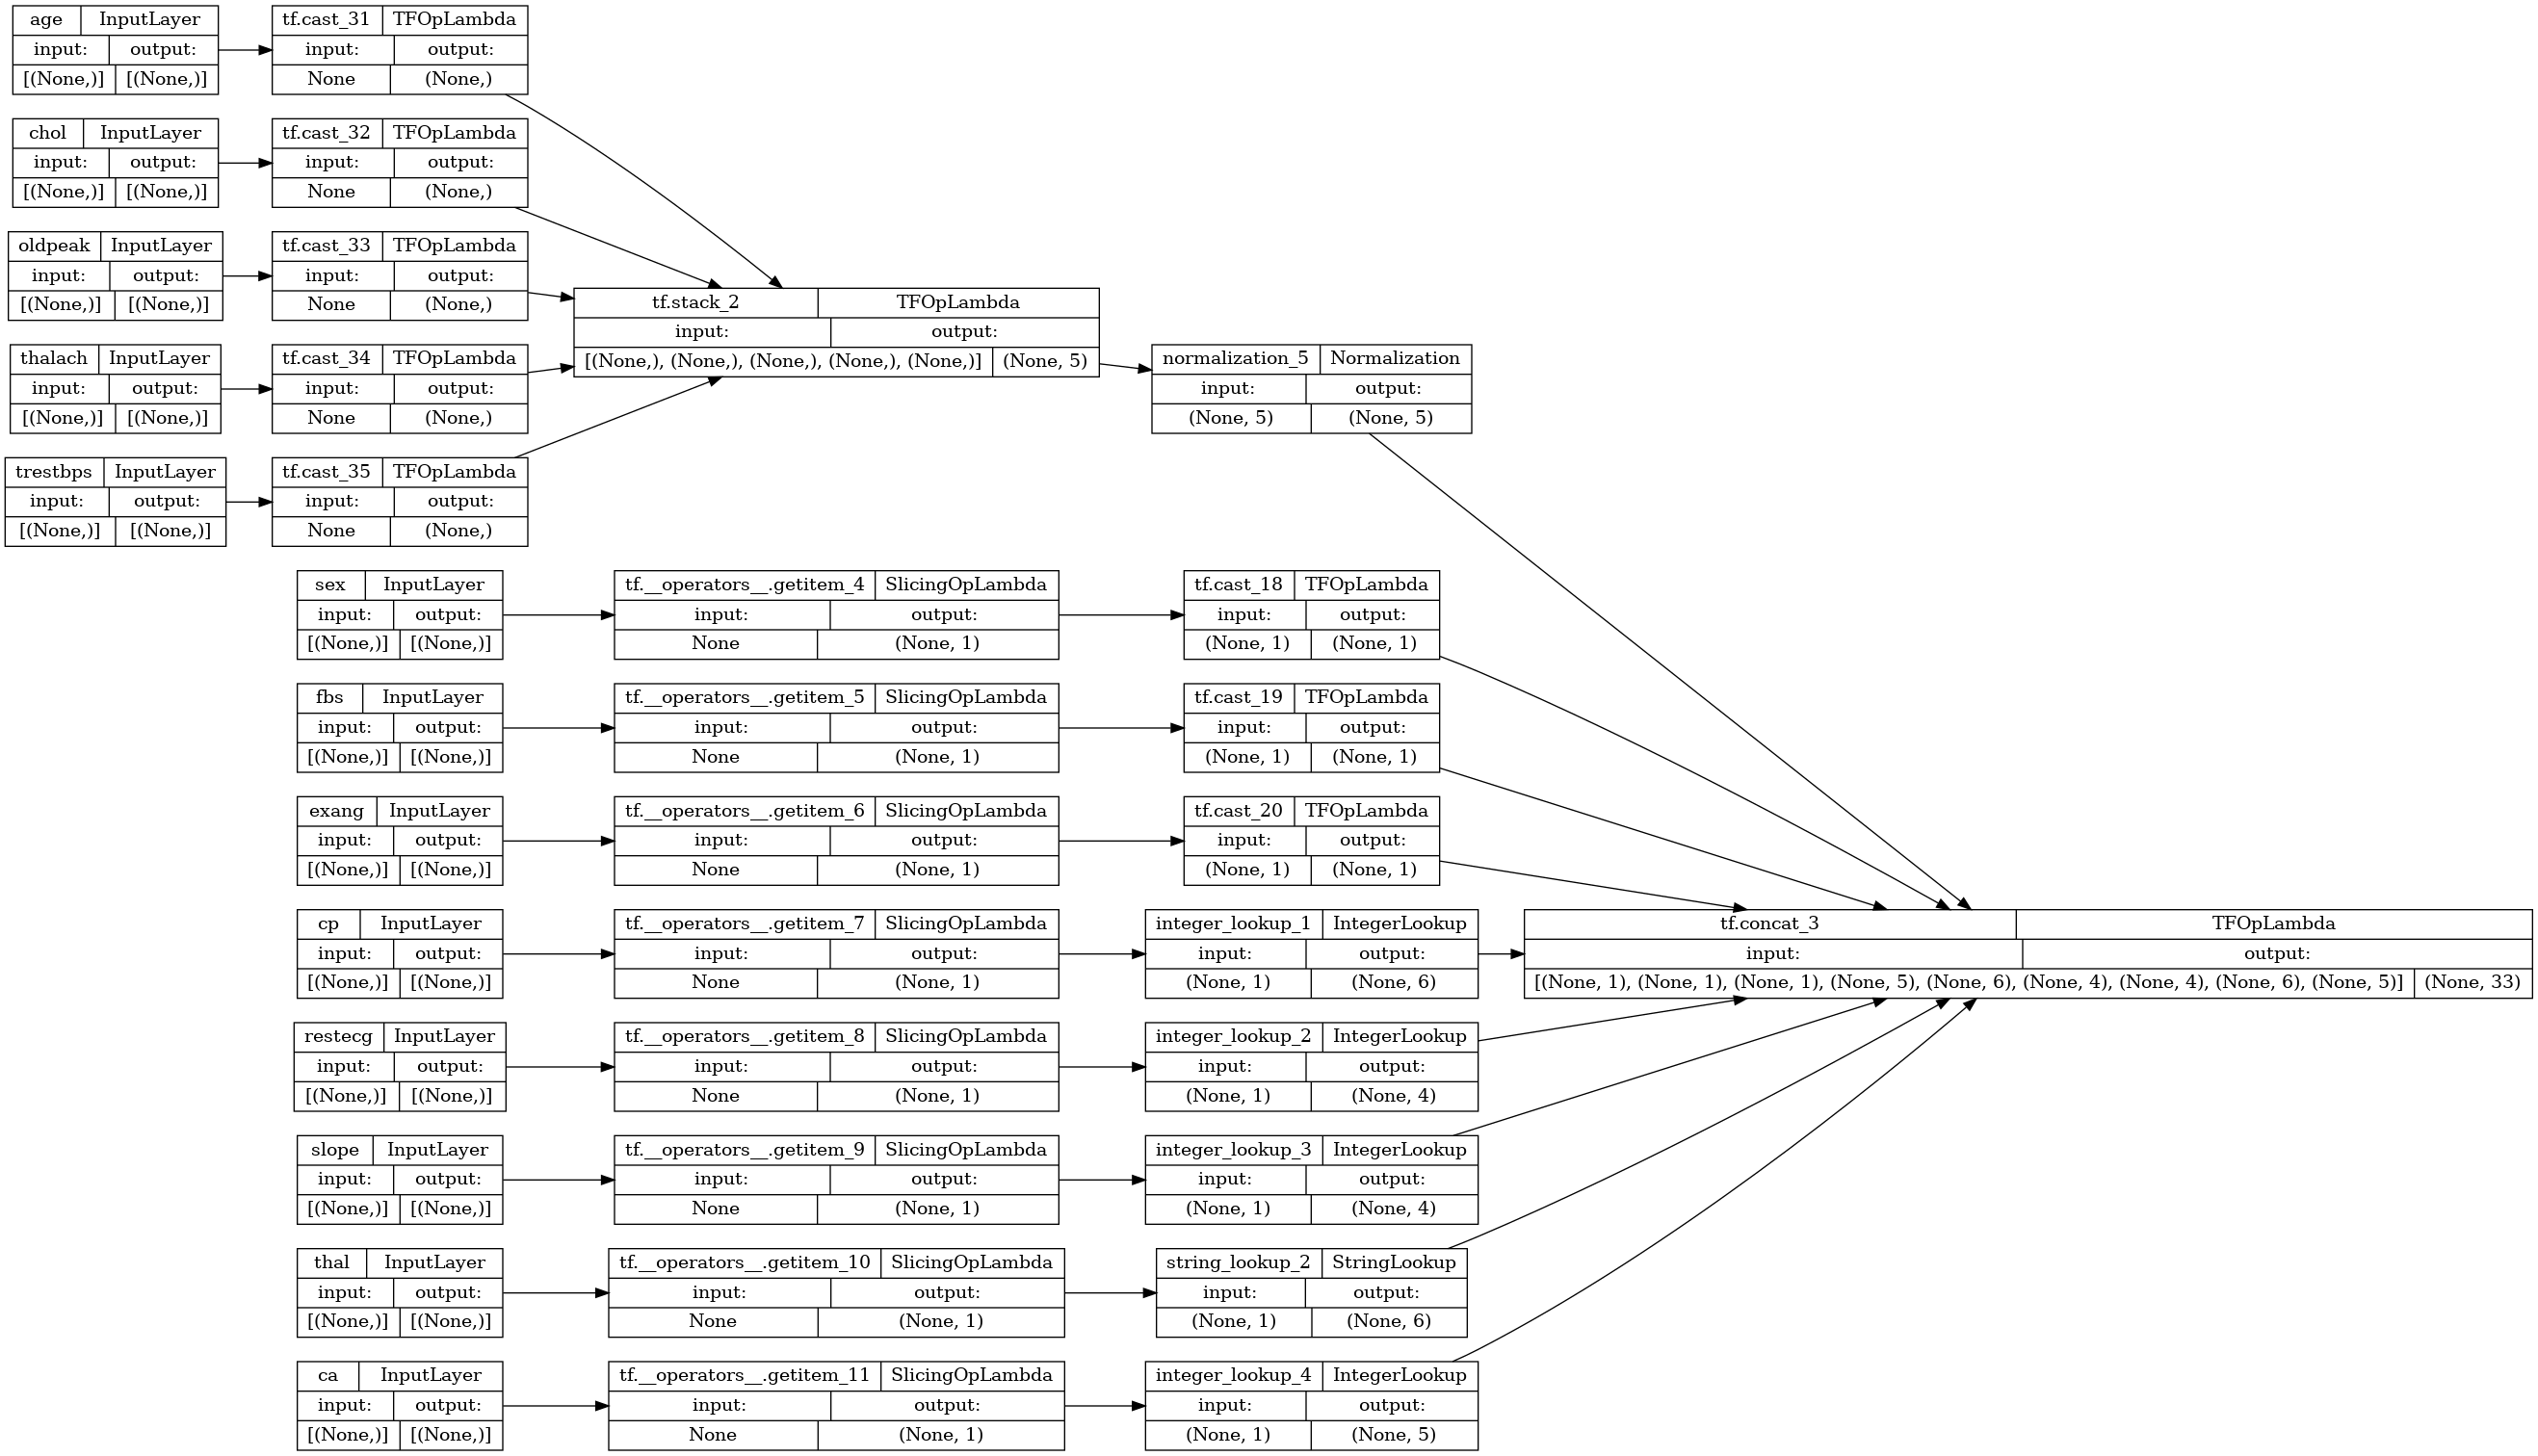 age InputLayer
input: output:
[(None,)] [(None,)]
tf.cast_31 TFOpLambda
input: output:
None (None,)
chol InputLayer
input: output:
[(None,)] [(None,)]
tf.cast_32 TFOpLambda
input: output:
None (None,)
oldpeak InputLayer
input: output:
[(None,)] [(None,)]
tf.cast_33 TFOpLambda
input: output:
None (None,)
thalach InputLayer
input: output:
[(None,)] [(None,)]
tf.cast_34 TFOpLambda
input: output:
None (None,)
trestbps InputLayer
input: output:
[(None,)] [(None,)]
tf.cast_35 TFOpLambda
input: output:
None (None,)
tf.stack_2 TFOpLambda
input: output:
[(None,), (None,), (None,), (None,), (None,)] (None, 5)
normalization_5 Normalization
input: output:
(None, 5) (None, 5)
sex InputLayer
input: output:
[(None,)] [(None,)]
tf.__operators__.getitem_4 SlicingOpLambda
input: output:
None (None, 1)
tf.cast_18 TFOpLambda
input: output:
(None, 1) (None, 1)
fbs InputLayer
input: output:
[(None,)] [(None,)]
tf.__operators__.getitem_5 SlicingOpLambda
input: output:
None (None, 1)
tf.cast_19 TFOpLambda
input: output:
(None, 1) (None, 1)
exang InputLayer
input: output:
[(None,)] [(None,)]
tf.__operators__.getitem_6 SlicingOpLambda
input: output:
None (None, 1)
tf.cast_20 TFOpLambda
input: output:
(None, 1) (None, 1)
cp InputLayer
input: output:
[(None,)] [(None,)]
tf.__operators__.getitem_7 SlicingOpLambda
input: output:
None (None, 1)
integer_lookup_1 IntegerLookup
input: output:
(None, 1) (None, 6)
tf.concat_3 TFOpLambda
input: output:
[(None, 1), (None, 1), (None, 1), (None, 5), (None, 6), (None, 4), (None, 4), (None, 6), (None, 5)] (None, 33)
restecg InputLayer
input: output:
[(None,)] [(None,)]
tf.__operators__.getitem_8 SlicingOpLambda
input: output:
None (None, 1)
integer_lookup_2 IntegerLookup
input: output:
(None, 1) (None, 4)
slope InputLayer
input: output:
[(None,)] [(None,)]
tf.__operators__.getitem_9 SlicingOpLambda
input: output:
None (None, 1)
integer_lookup_3 IntegerLookup
input: output:
(None, 1) (None, 4)
thal InputLayer
input: output:
[(None,)] [(None,)]
tf.__operators__.getitem_10 SlicingOpLambda
input: output:
None (None, 1)
string_lookup_2 StringLookup
input: output:
(None, 1) (None, 6)
ca InputLayer
input: output:
[(None,)] [(None,)]
tf.__operators__.getitem_11 SlicingOpLambda
input: output:
None (None, 1)
integer_lookup_4 IntegerLookup
input: output:
(None, 1) (None, 5)